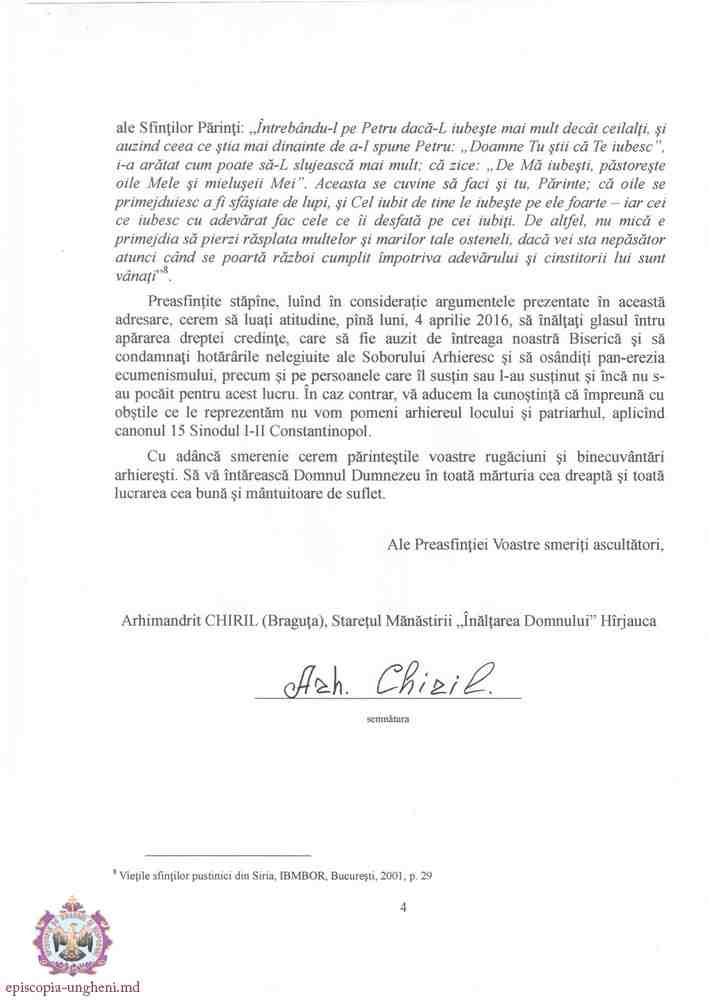 ale Sfinţilor Părinţi: „Întrebându-l pe Petru dacă-L iubeşte mai mult decât ceilalţi, şi
auzind ceea ce ştia mai dinainte de a-l spune Petru: „Doamne Tu ştii că Te iubesc”,
i-a arătat cum poate să-L slujească mai mult; că zice: „De Mă iubeşti, păstoreşte
oile Mele şi mieluşeii Mei”. Aceasta se cuvine să faci şi tu, Părinte; că oile se
primejduiesc a fi sfâşiate de lupi, şi Cel iubit de tine le iubeşte pe ele foarte – iar cei
ce iubesc cu adevărat fac cele ce îi desfată pe cei iubiţi. De altfel, nu mică e
primejdia să pierzi răsplata multelor şi marilor tale osteneli, dacă vei sta nepăsător
atunci când se poartă război cumplit împotriva adevărului şi cinstitorii lui sunt
vânaţi”⁸.
Preasfinţite stăpîne, luînd în consideraţie argumentele prezentate în această
adresare, cerem să luaţi atitudine, pînă luni, 4 aprilie 2016, să înălţaţi glasul întru
apărarea dreptei credinţe, care să fie auzit de întreaga noastră Biserică şi să
condamnaţi hotărârile nelegiuite ale Soborului Arhieresc şi să osândiţi pan-erezia
ecumenismului, precum şi pe persoanele care îl susţin sau l-au susţinut şi încă nu s-
au pocăit pentru acest lucru. În caz contrar, vă aducem la cunoştinţă că împreună cu
obştile ce le reprezentăm nu vom pomeni arhiereul locului şi patriarhul, aplicînd
canonul 15 Sinodul I-II Constantinopol.
Cu adâncă smerenie cerem părinteştile voastre rugăciuni şi binecuvântări
arhiereşti. Să vă întărească Domnul Dumnezeu în toată mărturia cea dreaptă şi toată
lucrarea cea bună şi mântuitoare de suflet.
Ale Preasfinţiei Voastre smeriţi ascultători,
Arhimandrit CHIRIL (Braguţa), Stareţul Mănăstirii „Înălţarea Domnului” Hîrjauca
Arh. Chiril.
semnătura
⁸ Vieţile sfinţilor pustinici din Siria, IBMBOR, Bucureşti, 2001, p. 29
4
episcopia-ungheni.md